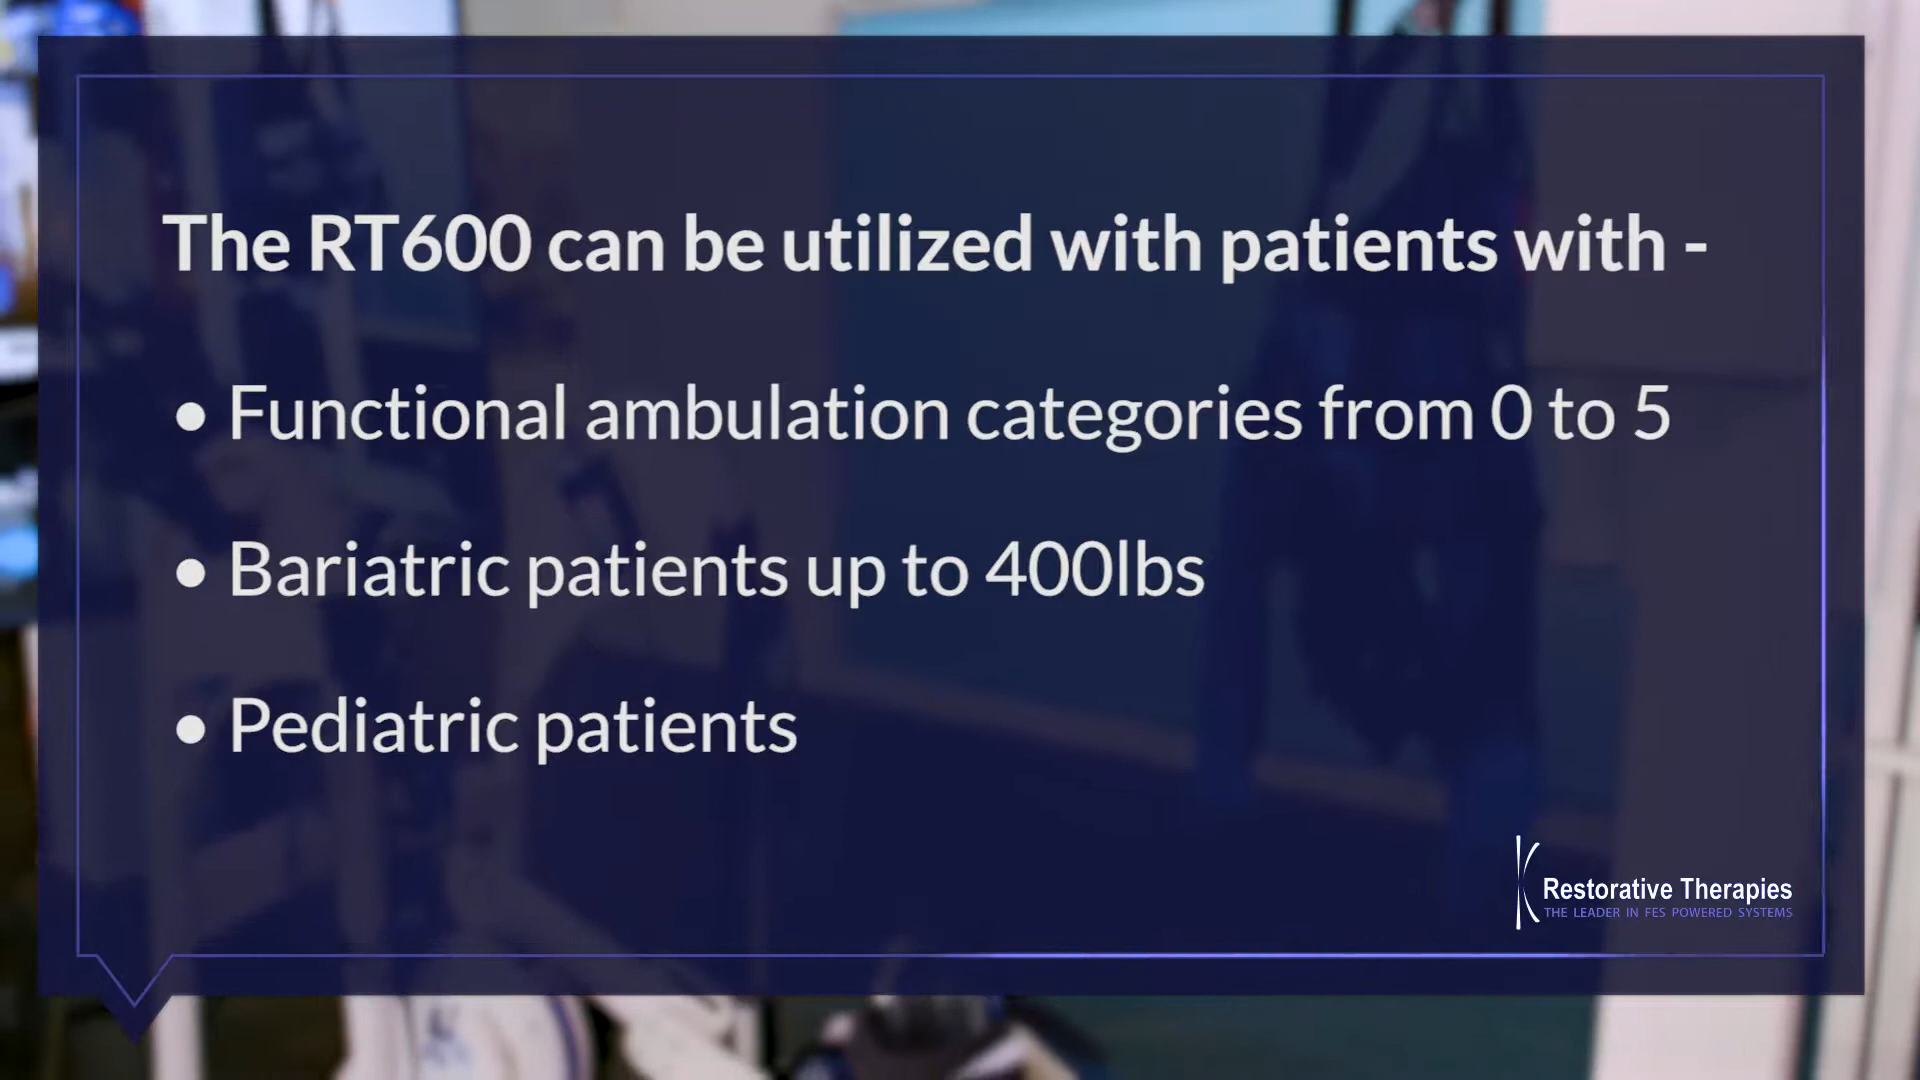 The RT600 can be utilized with patients with -
• Functional ambulation categories from 0 to 5
• Bariatric patients up to 400lbs
• Pediatric patients
Restorative Therapies
THE LEADER IN FES POWERED SYSTEMS